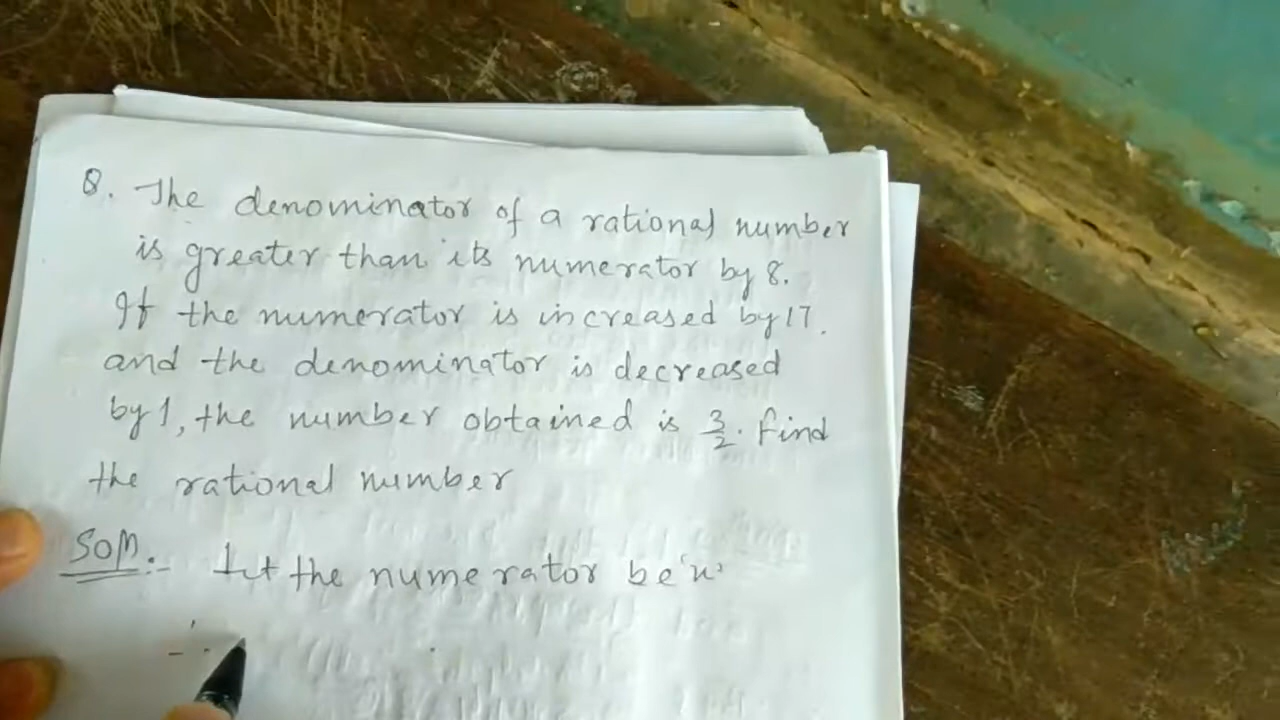 Q. The denominator of a rational number
is greater than its numerator by 8.
If the numerator is increased by 17.
and the denominator is decreased
by 1, the number obtained is 3/2. find
the rational number
Soln:- Let the numerator be 'x'